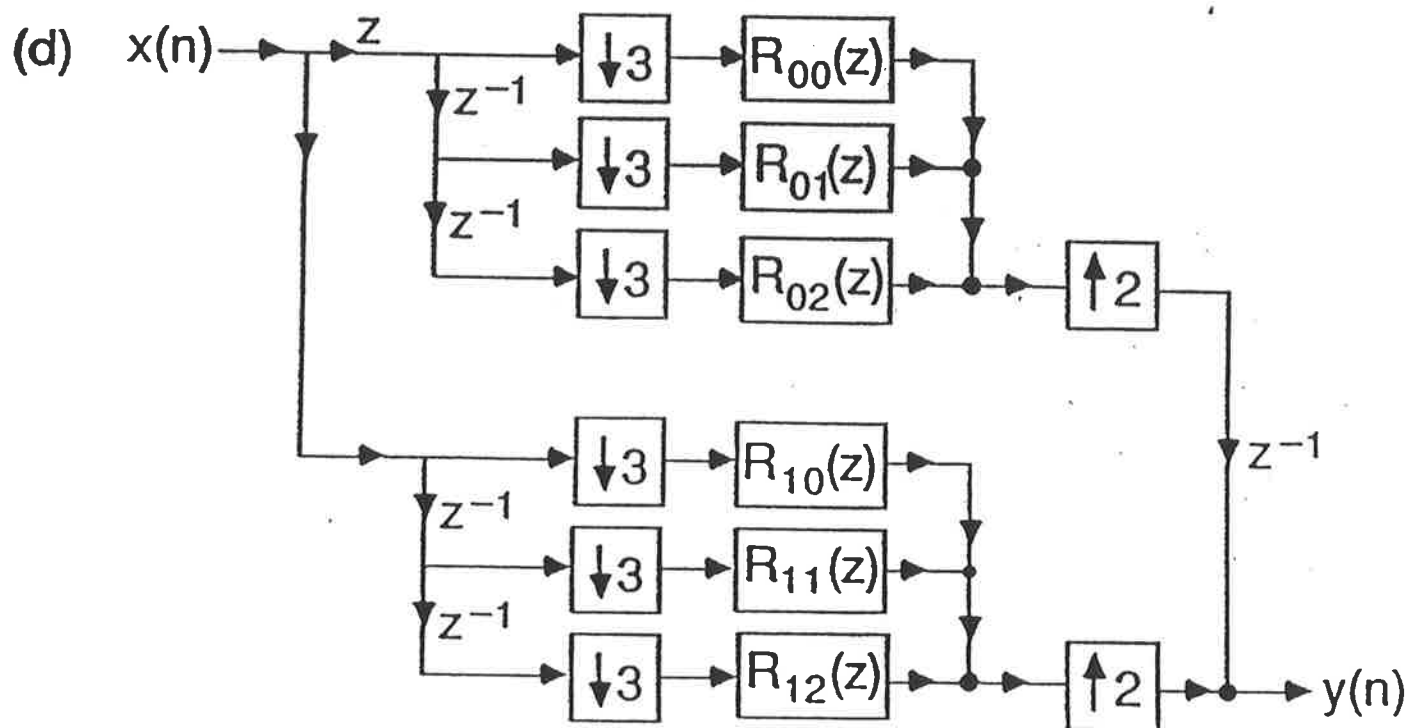 (d) x(n) z ↓3 R₀₀(z)
z⁻¹
↓3 R₀₁(z)
z⁻¹
↓3 R₀₂(z)
↑2
z⁻¹
↓3 R₁₀(z)
z⁻¹
↓3 R₁₁(z)
z⁻¹
↓3 R₁₂(z)
↑2 y(n)